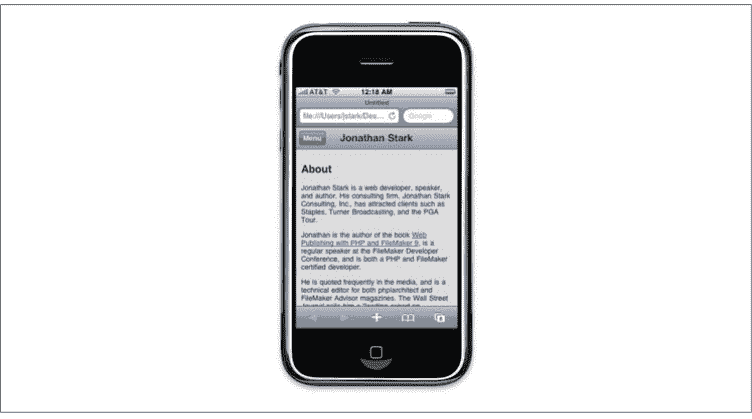 AT&T 12:18 AM
Untitled
file:///Users/jstark/Des... Google
Menu Jonathan Stark
About
Jonathan Stark is a web developer, speaker,
and author. His consulting firm, Jonathan Stark
Consulting, Inc., has attracted clients such as
Staples, Turner Broadcasting, and the PGA
Tour.
Jonathan is the author of the book Web
Publishing with PHP and FileMaker 9, is a
regular speaker at the FileMaker Developer
Conference, and is both a PHP and FileMaker
certified developer.
He is quoted frequently in the media, and is a
technical editor for both php|architect and
FileMaker Advisor magazines. The Wall Street